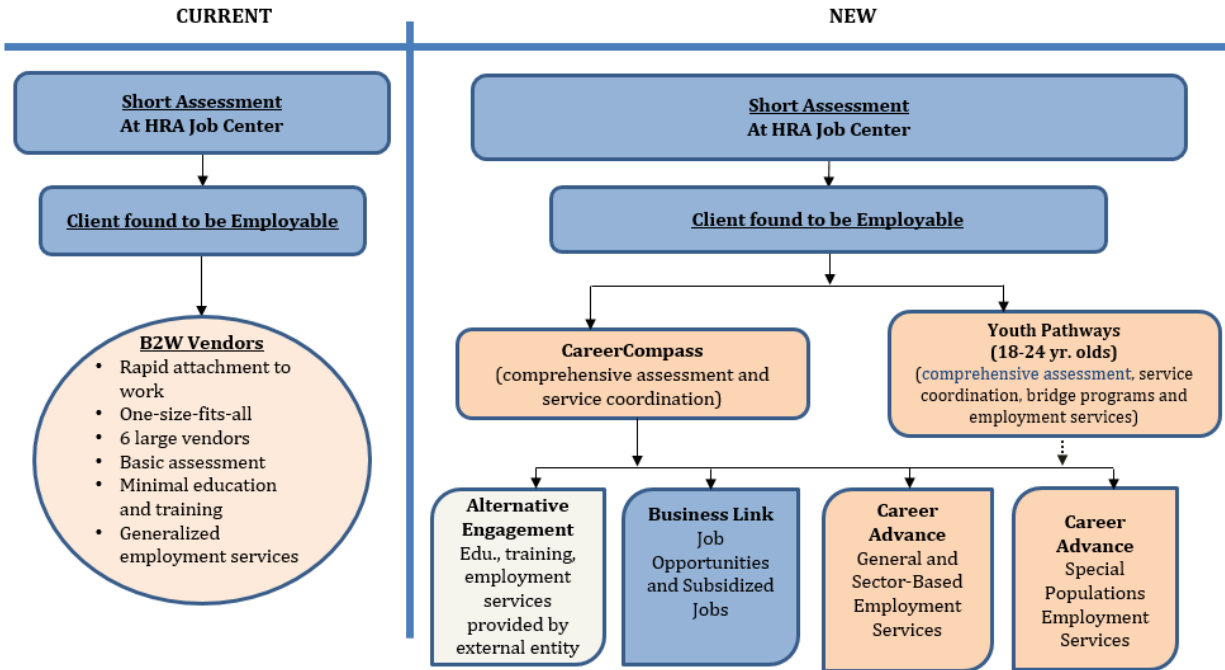 CURRENT
NEW
Short Assessment
At HRA Job Center
Client found to be Employable
B2W Vendors
• Rapid attachment to
work
• One-size-fits-all
• 6 large vendors
• Basic assessment
• Minimal education
and training
• Generalized
employment services
Short Assessment
At HRA Job Center
Client found to be Employable
CareerCompass
(comprehensive assessment and
service coordination)
Youth Pathways
(18-24 yr. olds)
(comprehensive assessment, service
coordination, bridge programs and
employment services)
Alternative
Engagement
Edu., training,
employment
services
provided by
external entity
Business Link
Job
Opportunities
and Subsidized
Jobs
Career
Advance
General and
Sector-Based
Employment
Services
Career
Advance
Special
Populations
Employment
Services